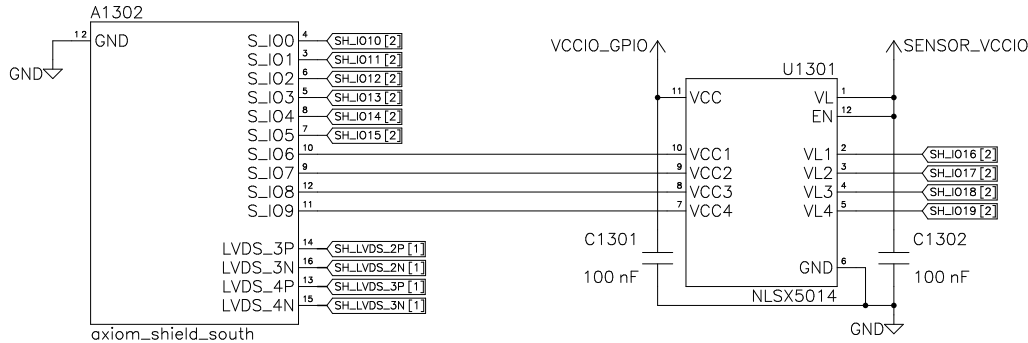 A1302
12 GND
GND
S_IO0 4 SH_IO10 [2]
S_IO1 3 SH_IO11 [2]
S_IO2 6 SH_IO12 [2]
S_IO3 5 SH_IO13 [2]
S_IO4 8 SH_IO14 [2]
S_IO5 7 SH_IO15 [2]
S_IO6 10
S_IO7 9
S_IO8 12
S_IO9 11
LVDS_3P 14 SH_LVDS_2P [1]
LVDS_3N 16 SH_LVDS_2N [1]
LVDS_4P 13 SH_LVDS_3P [1]
LVDS_4N 15 SH_LVDS_3N [1]
axiom_shield_south
VCCIO_GPIO
SENSOR_VCCIO
U1301
11 VCC
VL 1
EN 12
10 VCC1
VL1 2 SH_IO16 [2]
9 VCC2
VL2 3 SH_IO17 [2]
8 VCC3
VL3 4 SH_IO18 [2]
7 VCC4
VL4 5 SH_IO19 [2]
GND 6
NLSX5014
C1301
100 nF
C1302
100 nF
GND